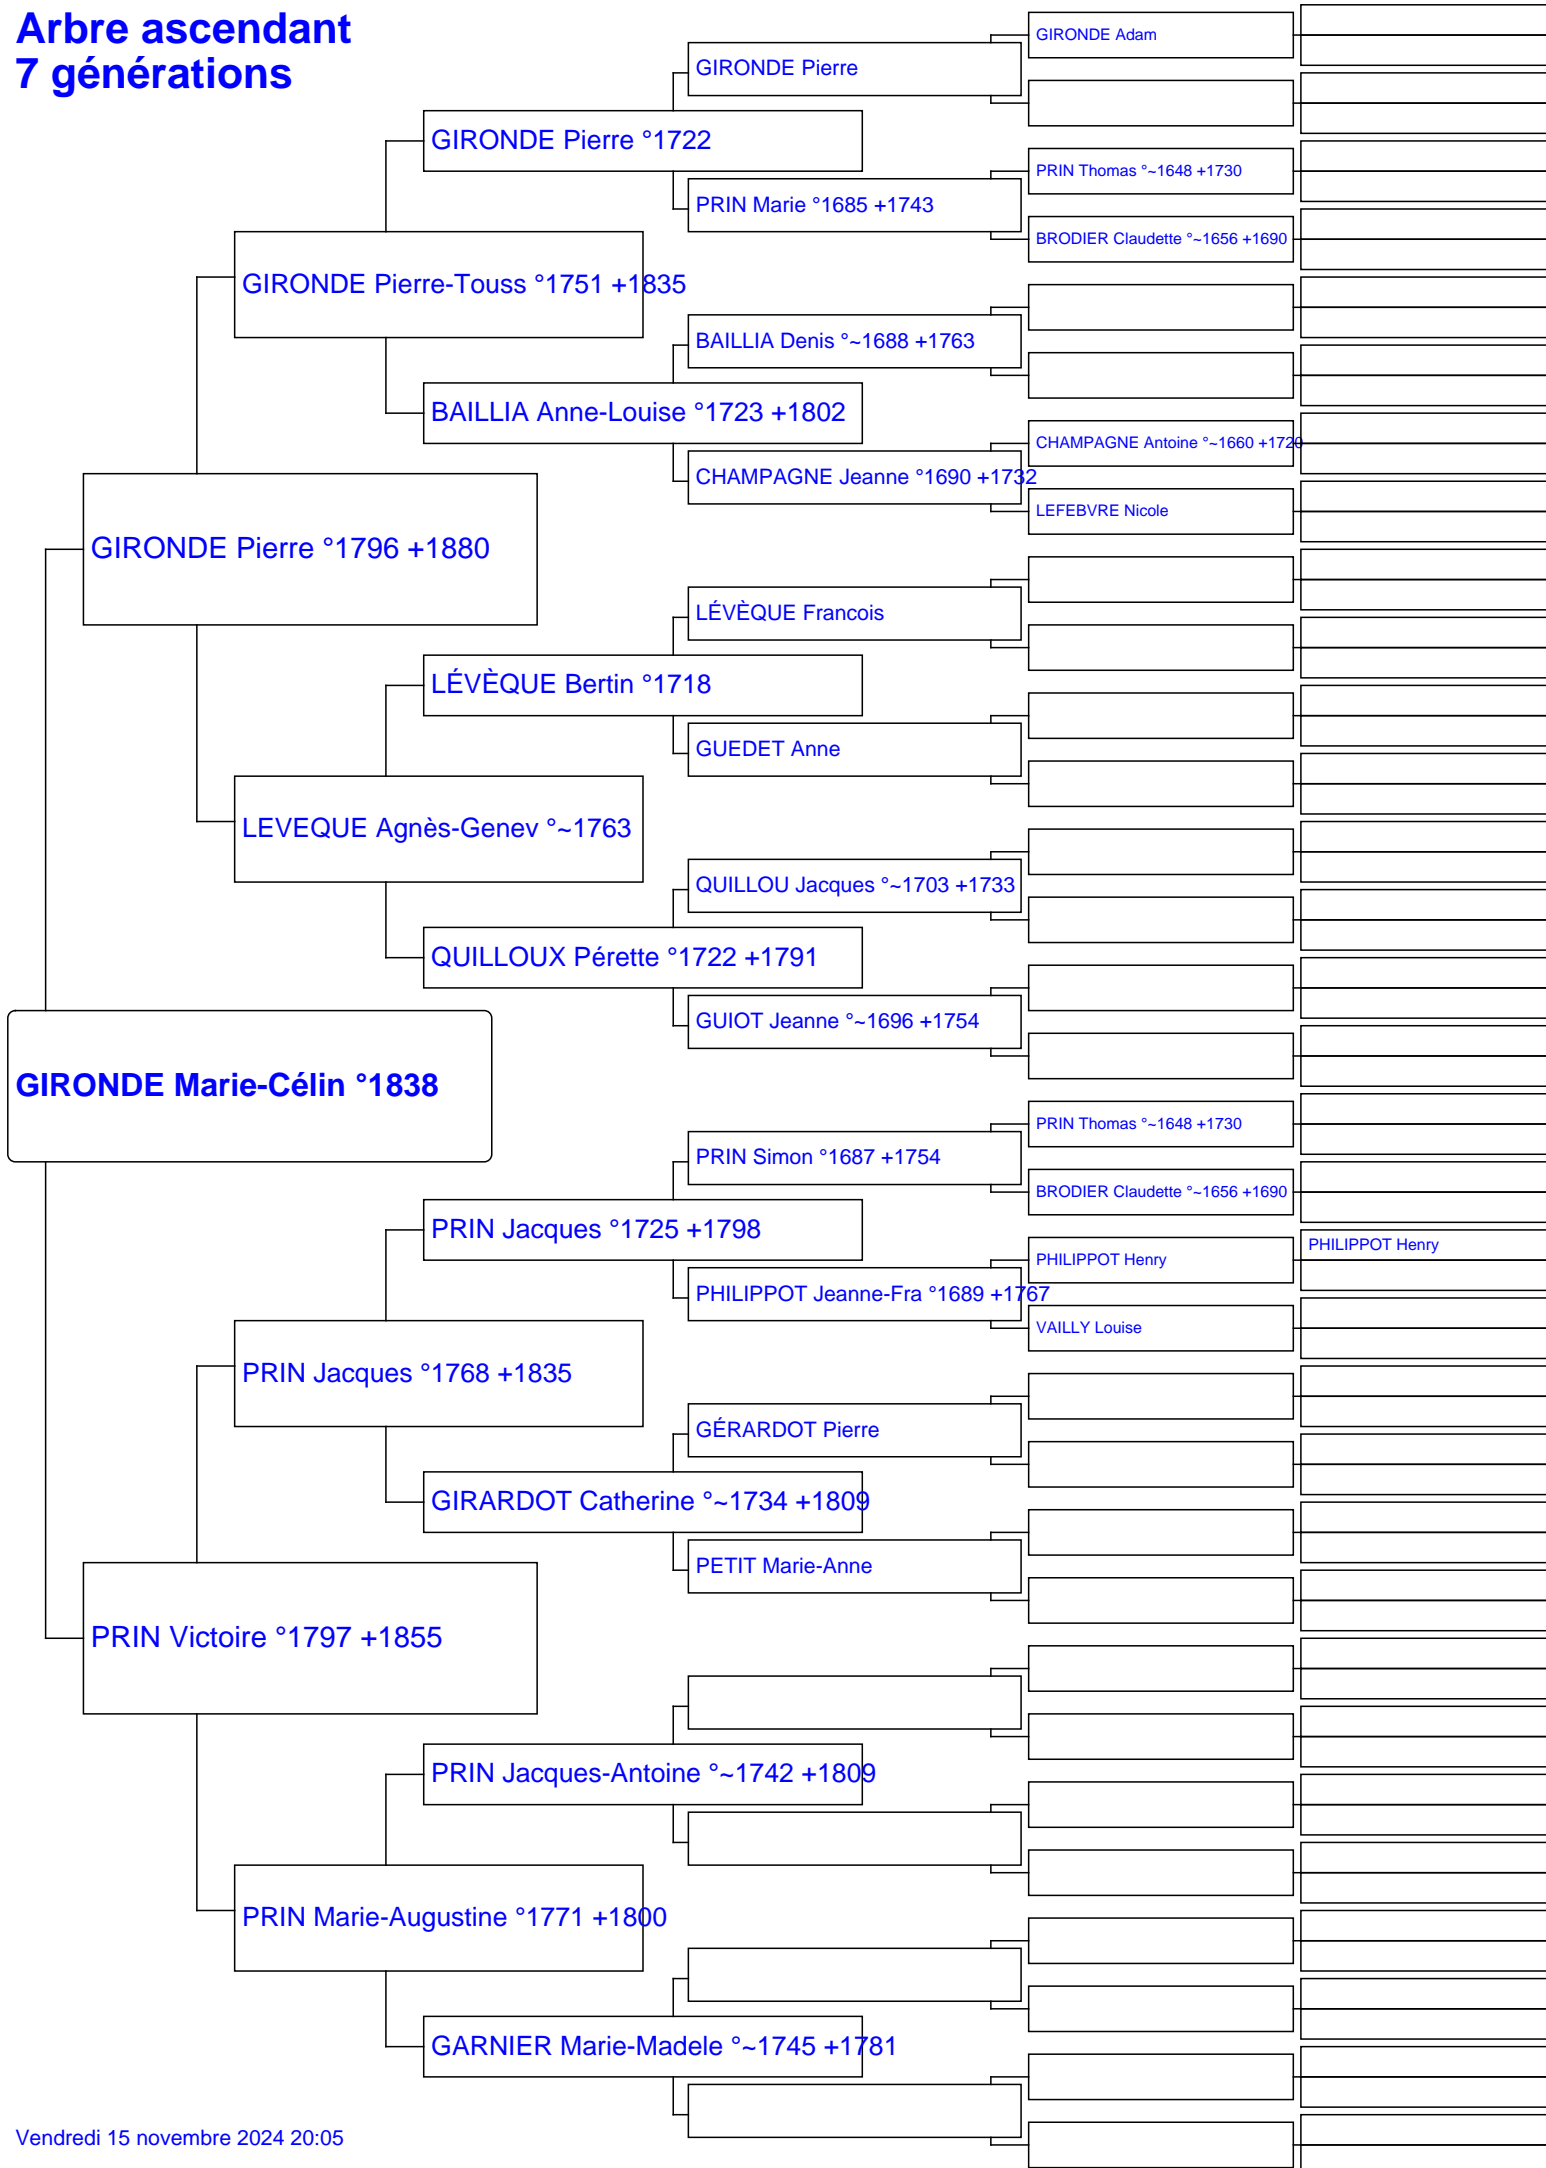 Arbre ascendant
7 générations
GIRONDE Adam
GIRONDE Pierre
GIRONDE Pierre °1722
PRIN Thomas °~1648 +1730
PRIN Marie °1685 +1743
BRODIER Claudette °~1656 +1690
GIRONDE Pierre-Touss °1751 +1835
BAILLIA Denis °~1688 +1763
BAILLIA Anne-Louise °1723 +1802
CHAMPAGNE Antoine °~1660 +1720
CHAMPAGNE Jeanne °1690 +1732
LEFEBVRE Nicole
GIRONDE Pierre °1796 +1880
LÉVÈQUE Francois
LÉVÈQUE Bertin °1718
GUEDET Anne
LEVEQUE Agnès-Genev °~1763
QUILLOU Jacques °~1703 +1733
QUILLOUX Pérette °1722 +1791
GUIOT Jeanne °~1696 +1754
GIRONDE Marie-Célin °1838
PRIN Thomas °~1648 +1730
PRIN Simon °1687 +1754
BRODIER Claudette °~1656 +1690
PRIN Jacques °1725 +1798
PHILIPPOT Henry
PHILIPPOT Henry
PHILIPPOT Jeanne-Fra °1689 +1767
VAILLY Louise
PRIN Jacques °1768 +1835
GÉRARDOT Pierre
GIRARDOT Catherine °~1734 +1809
PETIT Marie-Anne
PRIN Victoire °1797 +1855
PRIN Jacques-Antoine °~1742 +1809
PRIN Marie-Augustine °1771 +1800
GARNIER Marie-Madele °~1745 +1781
Vendredi 15 novembre 2024 20:05